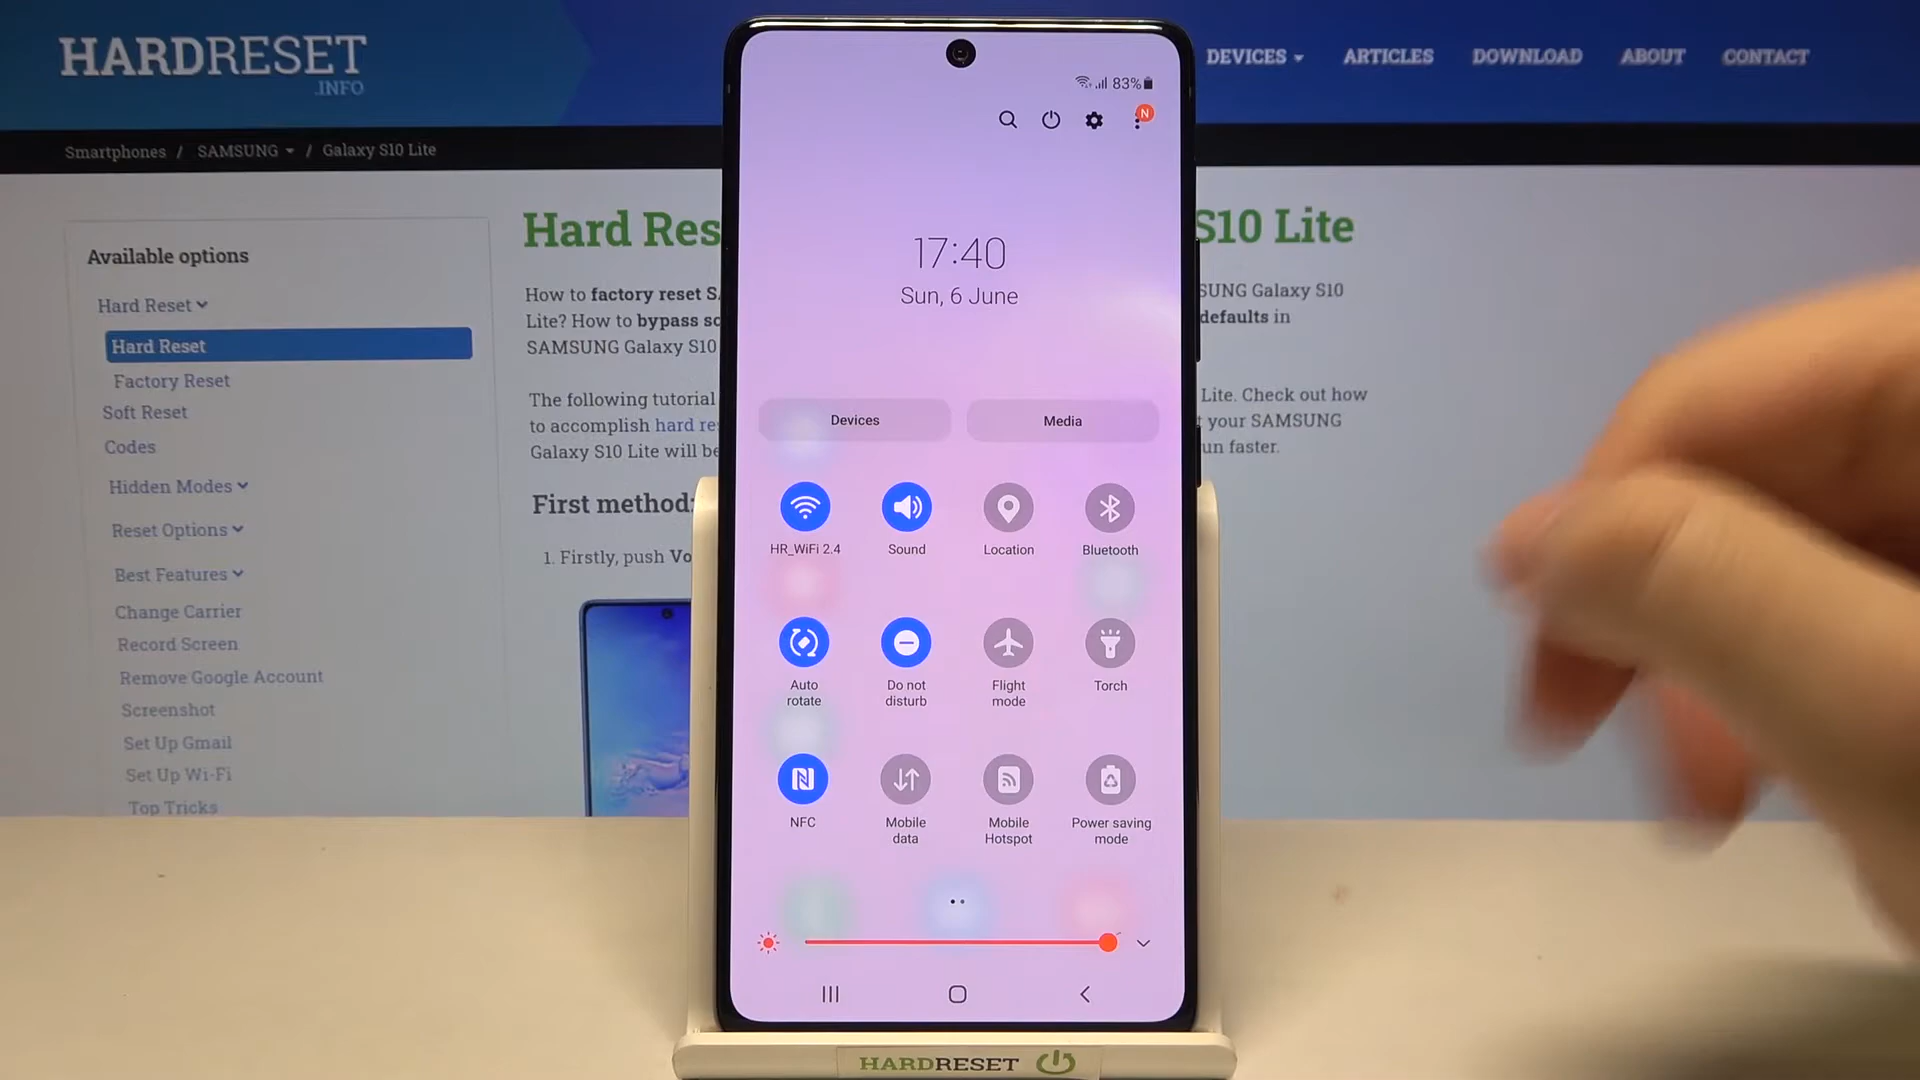 HARDRESET
.INFO
DEVICES
ARTICLES
DOWNLOAD
ABOUT
CONTACT
Smartphones / SAMSUNG / Galaxy S10 Lite
Available options
Hard Reset
Hard Reset
Factory Reset
Soft Reset
Codes
Hidden Modes
Reset Options
Best Features
Change Carrier
Record Screen
Remove Google Account
Screenshot
Set Up Gmail
Set Up Wi-Fi
Top Tricks
Hard Res
S10 Lite
How to factory reset S
Lite? How to bypass sc
SAMSUNG Galaxy S10
SUNG Galaxy S10
defaults in
The following tutorial
to accomplish hard re
Galaxy S10 Lite will be
Lite. Check out how
your SAMSUNG
un faster.
First method:
1. Firstly, push Vo
83%
N
17:40
Sun, 6 June
Devices
Media
HR_WiFi 2.4
Sound
Location
Bluetooth
Auto
rotate
Do not
disturb
Flight
mode
Torch
NFC
Mobile
data
Mobile
Hotspot
Power saving
mode
HARDRESET